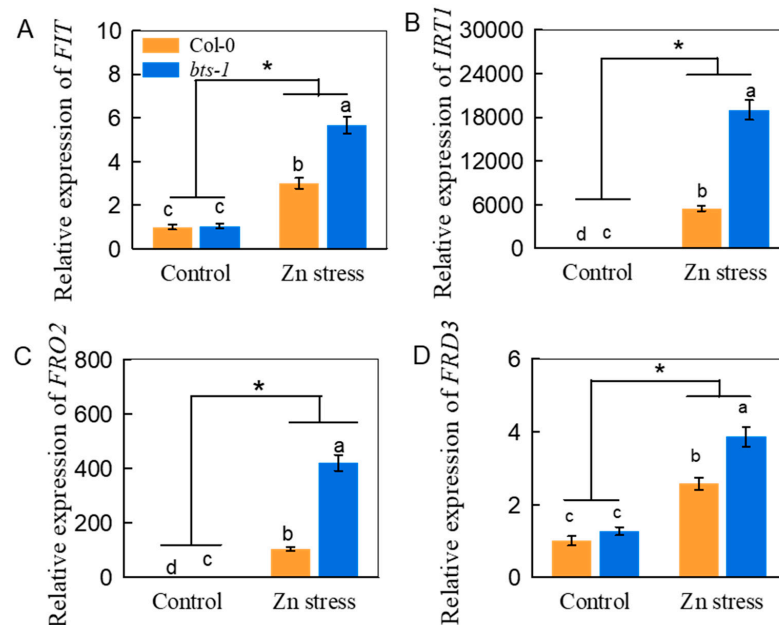 A
Relative expression of FIT
10
8
6
4
2
0
Col-0
bts-1
*
c
c
b
a
Control
Zn stress
B
Relative expression of IRT1
30000
24000
18000
12000
6000
0
*
d
c
b
a
Control
Zn stress
C
Relative expression of FRO2
800
600
400
200
0
*
d
c
b
a
Control
Zn stress
D
Relative expression of FRD3
6
4
2
0
*
c
c
b
a
Control
Zn stress